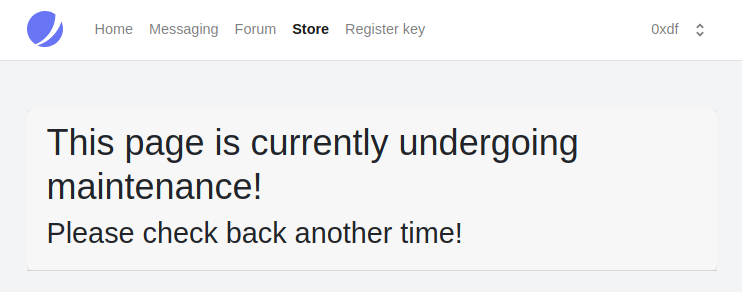 Home Messaging Forum Store Register key 0xdf
This page is currently undergoing
maintenance!
Please check back another time!